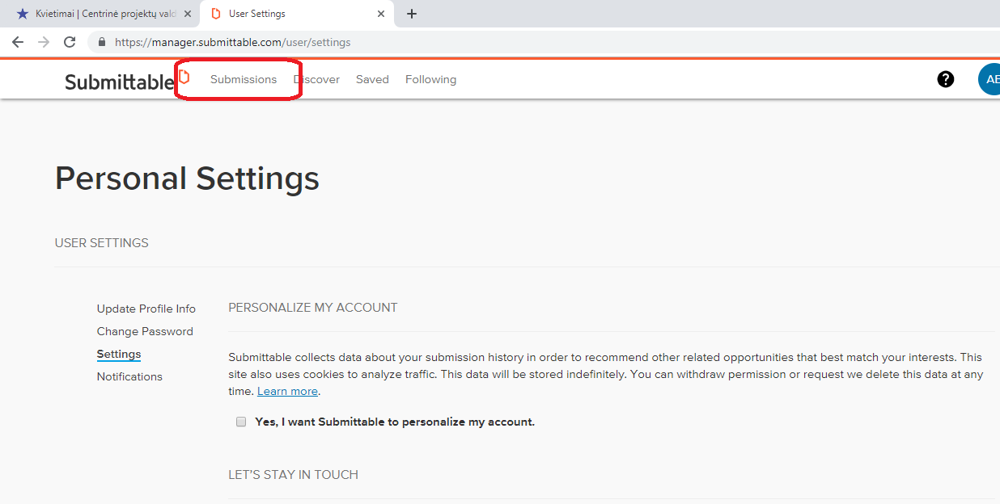 Kvietimai | Centrinė projektų vald
User Settings
https://manager.submittable.com/user/settings
Submittable Submissions Discover Saved Following ? AE
Personal Settings
USER SETTINGS
Update Profile Info
Change Password
Settings
Notifications
PERSONALIZE MY ACCOUNT
Submittable collects data about your submission history in order to recommend other related opportunities that best match your interests. This
site also uses cookies to analyze traffic. This data will be stored indefinitely. You can withdraw permission or request we delete this data at any
time. Learn more.
Yes, I want Submittable to personalize my account.
LET'S STAY IN TOUCH